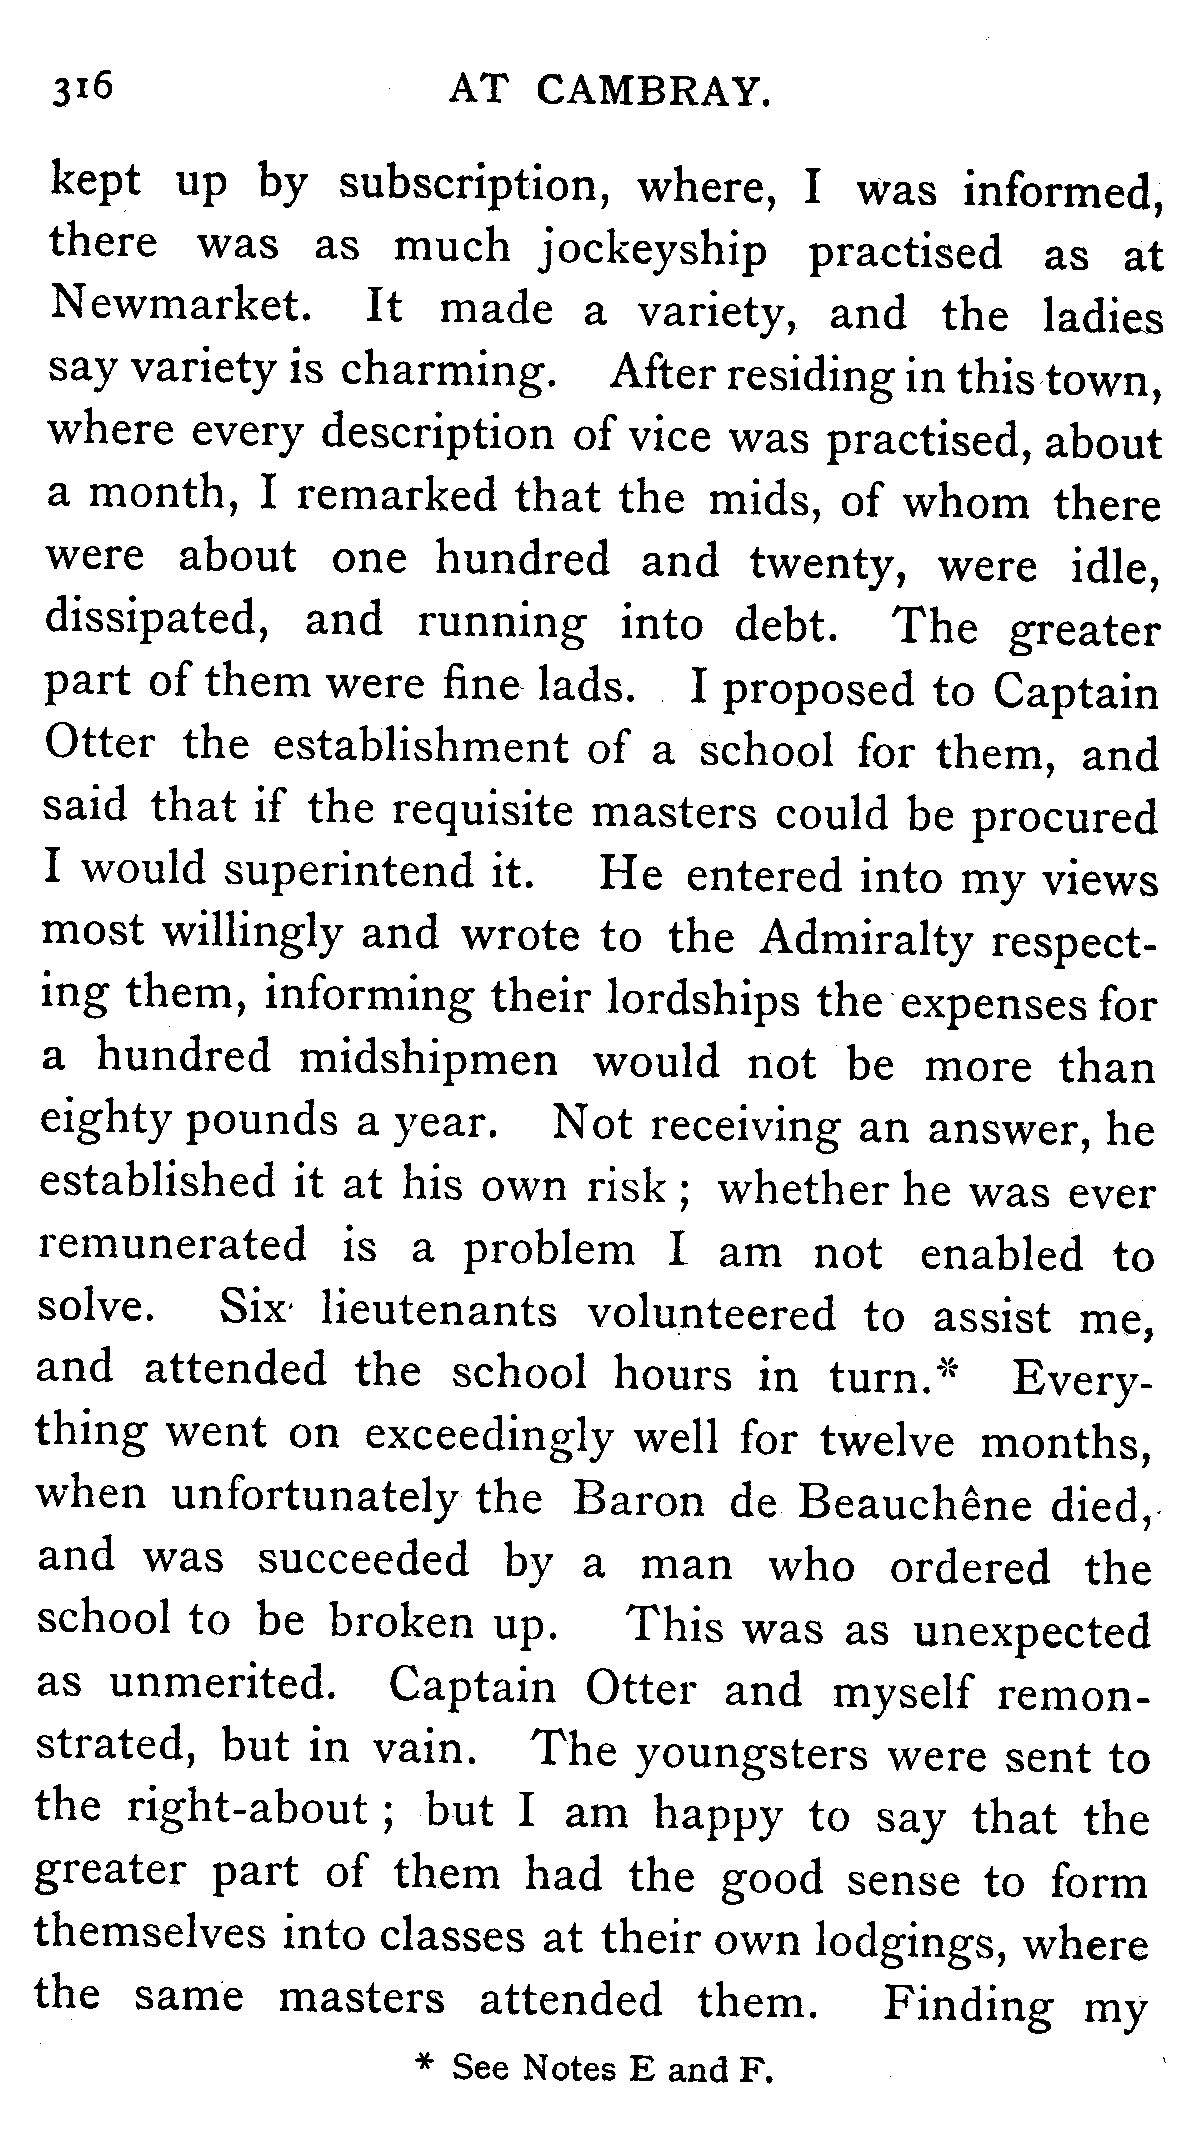 316 AT CAMBRAY.
kept up by subscription, where, I was informed,
there was as much jockeyship practised as at
Newmarket. It made a variety, and the ladies
say variety is charming. After residing in this town,
where every description of vice was practised, about
a month, I remarked that the mids, of whom there
were about one hundred and twenty, were idle,
dissipated, and running into debt. The greater
part of them were fine lads. I proposed to Captain
Otter the establishment of a school for them, and
said that if the requisite masters could be procured
I would superintend it. He entered into my views
most willingly and wrote to the Admiralty respect-
ing them, informing their lordships the expenses for
a hundred midshipmen would not be more than
eighty pounds a year. Not receiving an answer, he
established it at his own risk ; whether he was ever
remunerated is a problem I am not enabled to
solve. Six lieutenants volunteered to assist me,
and attended the school hours in turn.* Every-
thing went on exceedingly well for twelve months,
when unfortunately the Baron de Beauchêne died,
and was succeeded by a man who ordered the
school to be broken up. This was as unexpected
as unmerited. Captain Otter and myself remon-
strated, but in vain. The youngsters were sent to
the right-about ; but I am happy to say that the
greater part of them had the good sense to form
themselves into classes at their own lodgings, where
the same masters attended them. Finding my
* See Notes E and F.